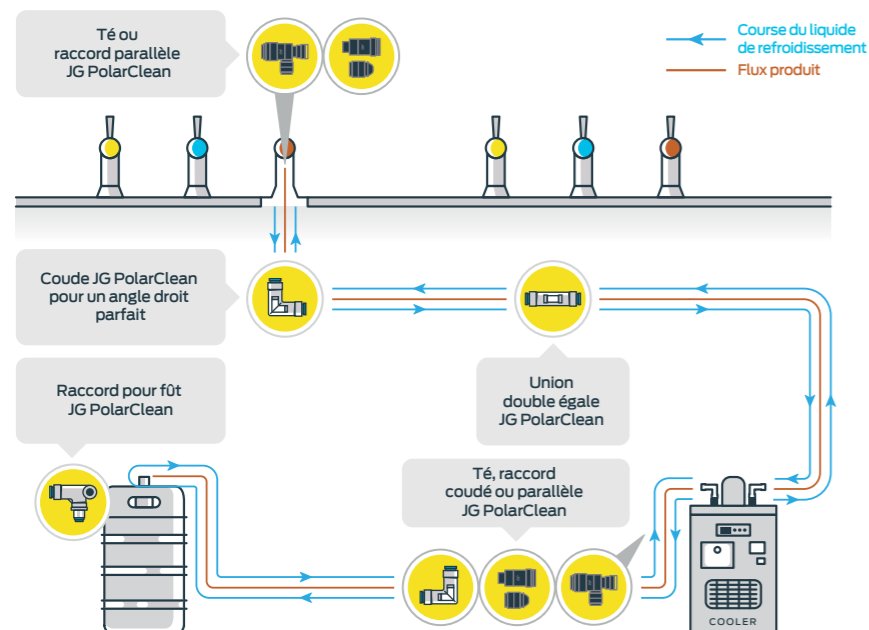 Té ou
raccord parallèle
JG PolarClean
Course du liquide
de refroidissement
Flux produit
Coude JG PolarClean
pour un angle droit
parfait
Raccord pour fût
JG PolarClean
Union
double égale
JG PolarClean
Té, raccord
coudé ou parallèle
JG PolarClean
COOLER